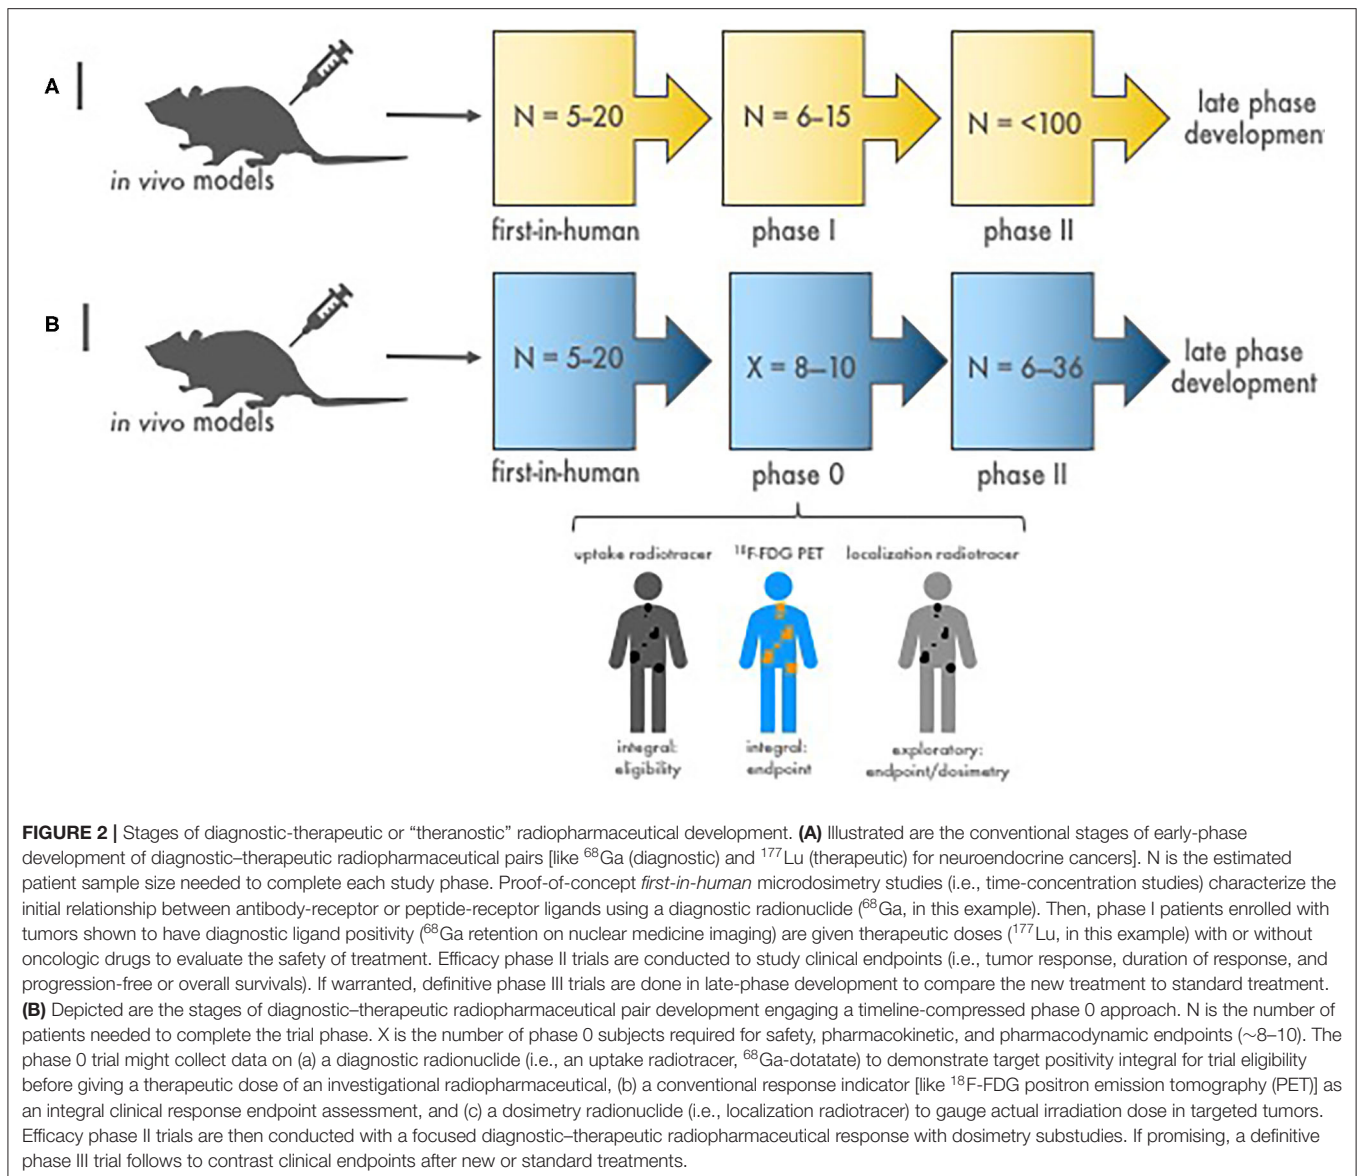 A
in vivo models
N = 5–20
first-in-human
N = 6–15
phase I
N = <100
phase II
late phase
developmen
B
in vivo models
N = 5–20
first-in-human
X = 8–10
phase 0
N = 6–36
phase II
late phase
development
uptake radiotracer
integral:
eligibility
¹⁸F-FDG PET
integral:
endpoint
localization radiotracer
exploratory:
endpoint/dosimetry
FIGURE 2 | Stages of diagnostic-therapeutic or “theranostic” radiopharmaceutical development. (A) Illustrated are the conventional stages of early-phase
development of diagnostic–therapeutic radiopharmaceutical pairs [like ⁶⁸Ga (diagnostic) and ¹⁷⁷Lu (therapeutic) for neuroendocrine cancers]. N is the estimated
patient sample size needed to complete each study phase. Proof-of-concept first-in-human microdosimetry studies (i.e., time-concentration studies) characterize the
initial relationship between antibody-receptor or peptide-receptor ligands using a diagnostic radionuclide (⁶⁸Ga, in this example). Then, phase I patients enrolled with
tumors shown to have diagnostic ligand positivity (⁶⁸Ga retention on nuclear medicine imaging) are given therapeutic doses (¹⁷⁷Lu, in this example) with or without
oncologic drugs to evaluate the safety of treatment. Efficacy phase II trials are conducted to study clinical endpoints (i.e., tumor response, duration of response, and
progression-free or overall survivals). If warranted, definitive phase III trials are done in late-phase development to compare the new treatment to standard treatment.
(B) Depicted are the stages of diagnostic–therapeutic radiopharmaceutical pair development engaging a timeline-compressed phase 0 approach. N is the number of
patients needed to complete the trial phase. X is the number of phase 0 subjects required for safety, pharmacokinetic, and pharmacodynamic endpoints (∼8–10). The
phase 0 trial might collect data on (a) a diagnostic radionuclide (i.e., an uptake radiotracer, ⁶⁸Ga-dotatate) to demonstrate target positivity integral for trial eligibility
before giving a therapeutic dose of an investigational radiopharmaceutical, (b) a conventional response indicator [like ¹⁸F-FDG positron emission tomography (PET)] as
an integral clinical response endpoint assessment, and (c) a dosimetry radionuclide (i.e., localization radiotracer) to gauge actual irradiation dose in targeted tumors.
Efficacy phase II trials are then conducted with a focused diagnostic–therapeutic radiopharmaceutical response with dosimetry substudies. If promising, a definitive
phase III trial follows to contrast clinical endpoints after new or standard treatments.